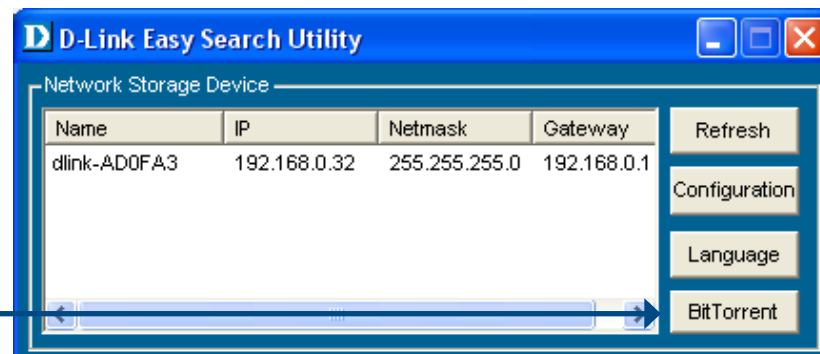 D D-Link Easy Search Utility
Network Storage Device
Name IP Netmask Gateway
dlink-AD0FA3 192.168.0.32 255.255.255.0 192.168.0.1
Refresh
Configuration
Language
BitTorrent